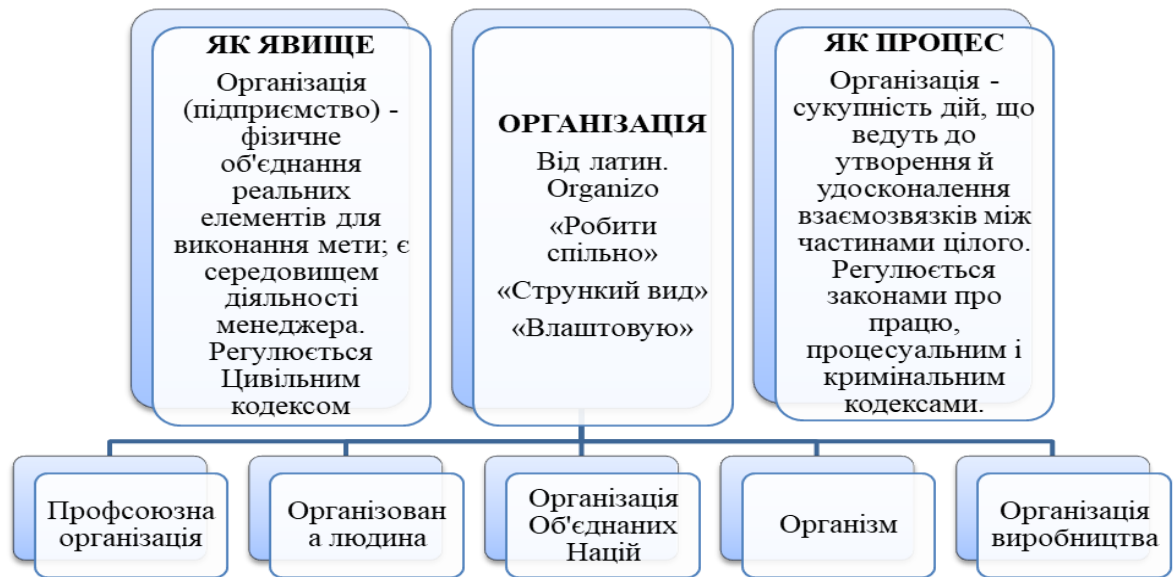 ЯК ЯВИЩЕ
Організація
(підприємство) -
фізичне
об'єднання
реальних
елементів для
виконання мети; є
середовищем
діяльності
менеджера.
Регулюється
Цивільним
кодексом
ОРГАНІЗАЦІЯ
Від латин.
Organizo
«Робити
спільно»
«Стрункий вид»
«Влаштовую»
ЯК ПРОЦЕС
Організація -
сукупність дій, що
ведуть до
утворення й
удосконалення
взаємозвязків між
частинами цілого.
Регулюється
законами про
працю,
процесуальним і
кримінальним
кодексами.
Профсоюзна
організація
Організован
а людина
Організація
Об'єднаних
Націй
Організм
Організація
виробництва